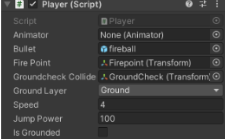 Player (Script)
Script Player
Animator None (Animator)
Bullet fireball
Fire Point Firepoint (Transform)
Groundcheck Collide GroundCheck (Transform)
Ground Layer Ground
Speed 4
Jump Power 100
Is Grounded